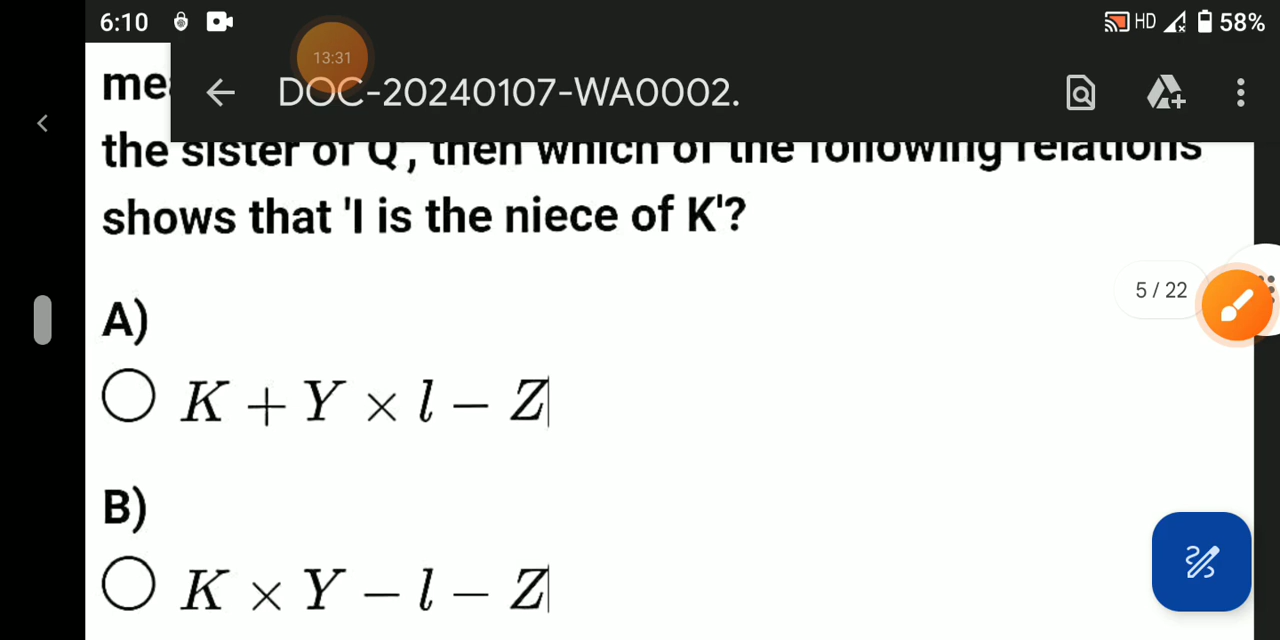 6:10 HD 58%
13:31
DOC-20240107-WA0002.
the sister of Q', then which of the following relations
shows that 'I is the niece of K'?
5 / 22
A)
K + Y × l − Z|
B)
K × Y − l − Z|